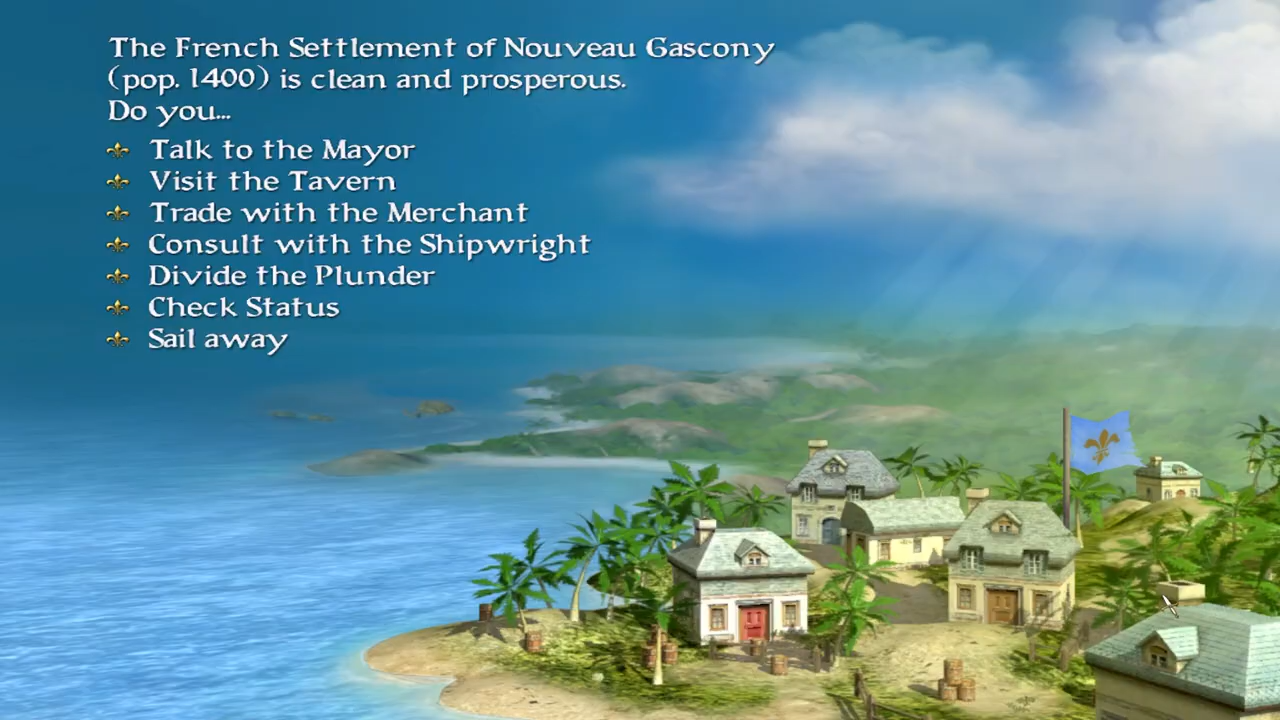 The French Settlement of Nouveau Gascony
(pop. 1400) is clean and prosperous.
Do you...
Talk to the Mayor
Visit the Tavern
Trade with the Merchant
Consult with the Shipwright
Divide the Plunder
Check Status
Sail away